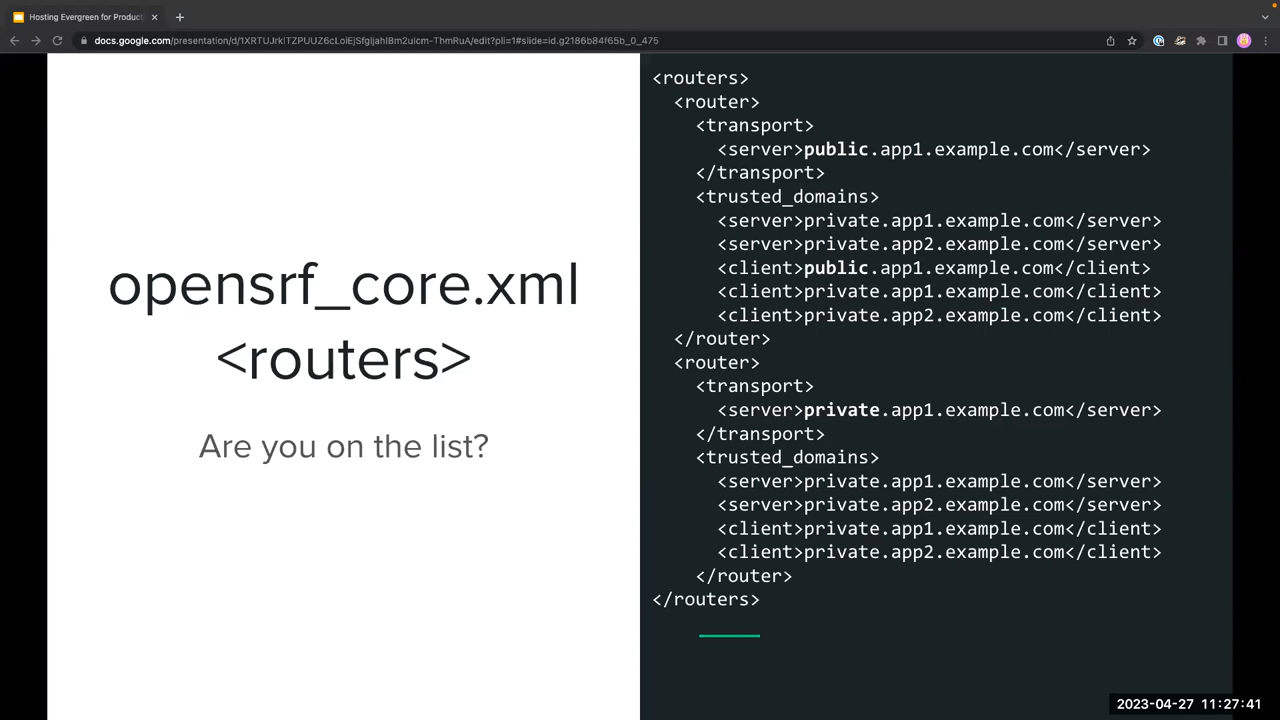 Hosting Evergreen for Produc
docs.google.com/presentation/d/1XRTUJrkITZPUUZ6cLoiEjSfgljahIBm2uIcm-ThmRuA/edit?pli=1#slide=id.g2186b84f65b_0_475
opensrf_core.xml
<routers>
Are you on the list?
<routers>
  <router>
    <transport>
      <server>public.app1.example.com</server>
    </transport>
    <trusted_domains>
      <server>private.app1.example.com</server>
      <server>private.app2.example.com</server>
      <client>public.app1.example.com</client>
      <client>private.app1.example.com</client>
      <client>private.app2.example.com</client>
  </router>
  <router>
    <transport>
      <server>private.app1.example.com</server>
    </transport>
    <trusted_domains>
      <server>private.app1.example.com</server>
      <server>private.app2.example.com</server>
      <client>private.app1.example.com</client>
      <client>private.app2.example.com</client>
    </router>
</routers>
2023-04-27 11:27:41